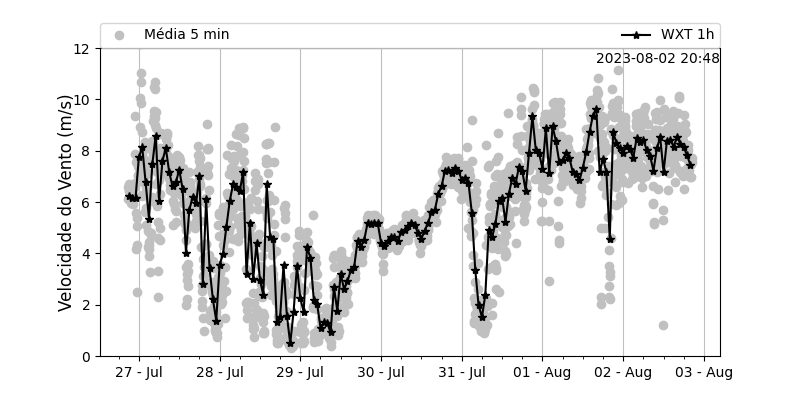 Média 5 min WXT 1h
2023-08-02 20:48
Velocidade do Vento (m/s)
12
10
8
6
4
2
0
27 - Jul 28 - Jul 29 - Jul 30 - Jul 31 - Jul 01 - Aug 02 - Aug 03 - Aug